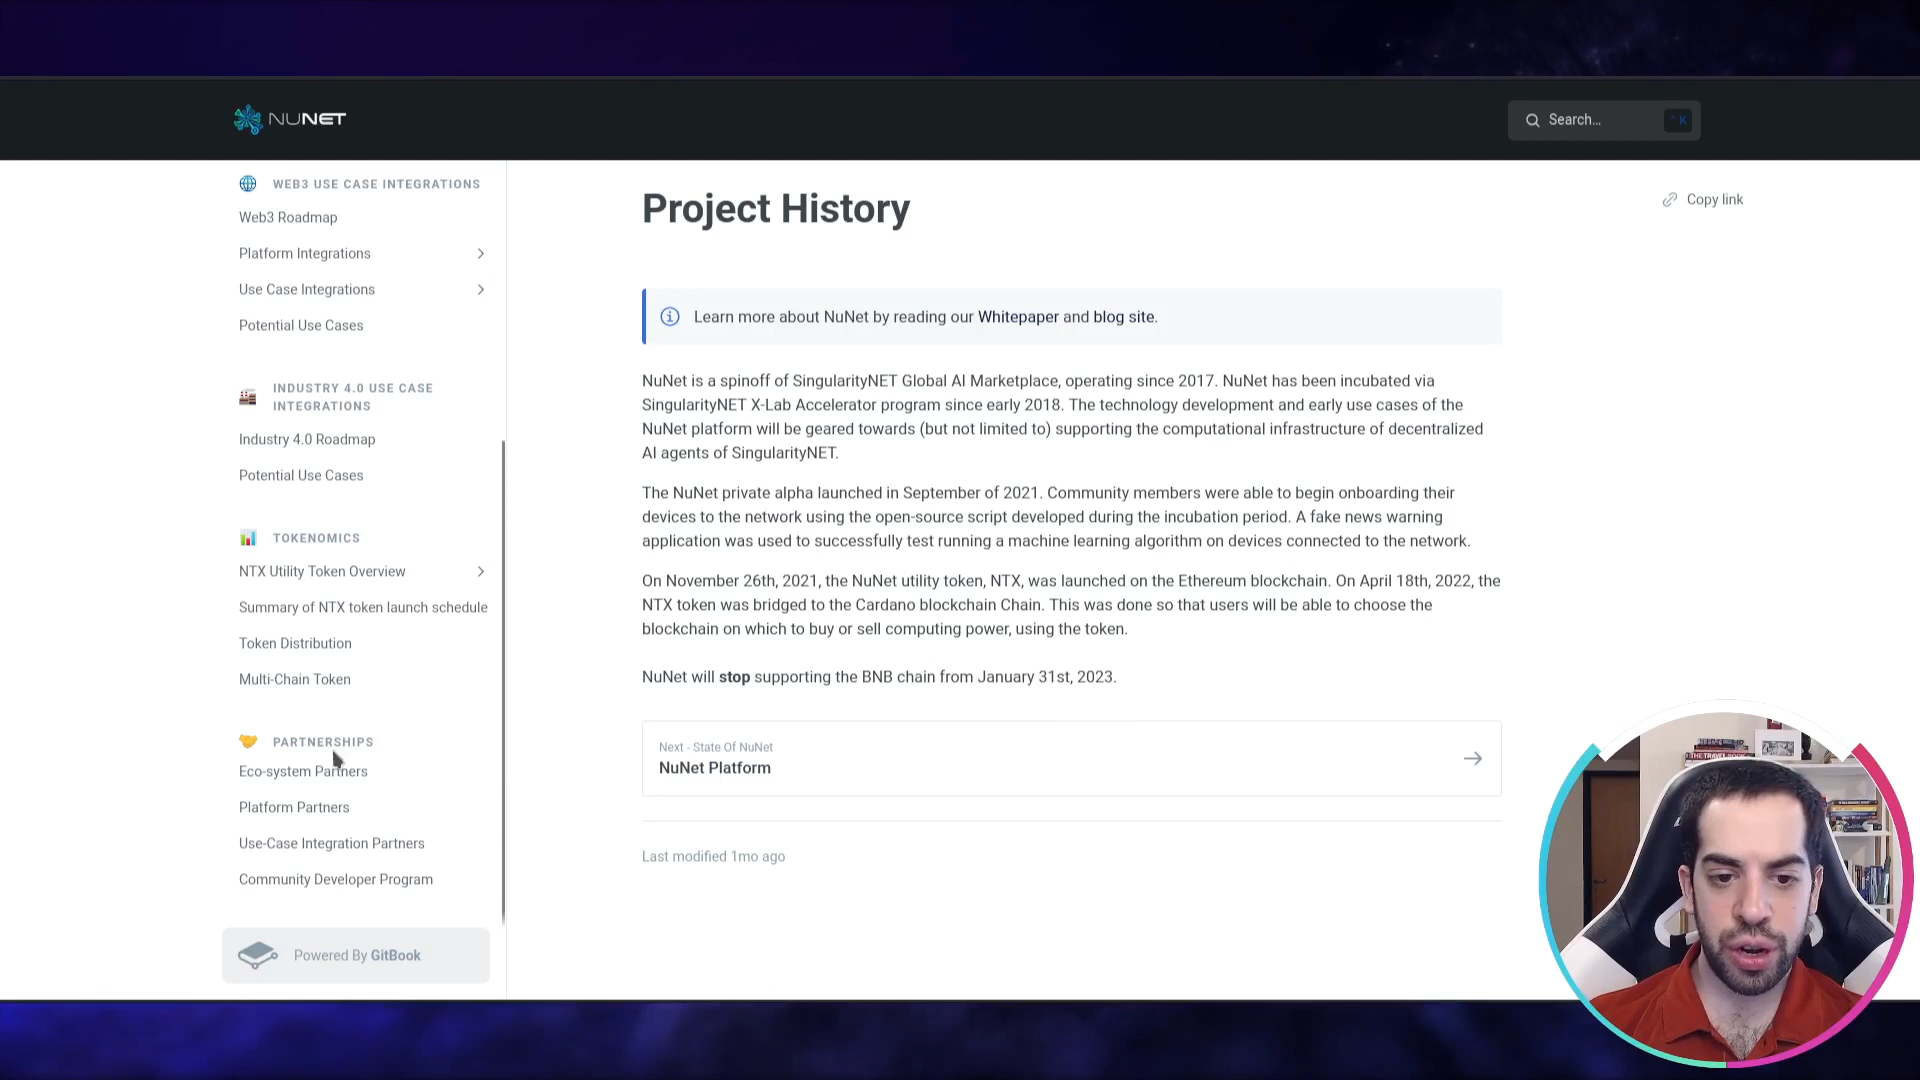 NUNET
Search...
^ K
WEB3 USE CASE INTEGRATIONS
Web3 Roadmap
Platform Integrations
Use Case Integrations
Potential Use Cases
INDUSTRY 4.0 USE CASE
INTEGRATIONS
Industry 4.0 Roadmap
Potential Use Cases
TOKENOMICS
NTX Utility Token Overview
Summary of NTX token launch schedule
Token Distribution
Multi-Chain Token
PARTNERSHIPS
Eco-system Partners
Platform Partners
Use-Case Integration Partners
Community Developer Program
Powered By GitBook
Project History
Copy link
Learn more about NuNet by reading our Whitepaper and blog site.
NuNet is a spinoff of SingularityNET Global AI Marketplace, operating since 2017. NuNet has been incubated via
SingularityNET X-Lab Accelerator program since early 2018. The technology development and early use cases of the
NuNet platform will be geared towards (but not limited to) supporting the computational infrastructure of decentralized
AI agents of SingularityNET.
The NuNet private alpha launched in September of 2021. Community members were able to begin onboarding their
devices to the network using the open-source script developed during the incubation period. A fake news warning
application was used to successfully test running a machine learning algorithm on devices connected to the network.
On November 26th, 2021, the NuNet utility token, NTX, was launched on the Ethereum blockchain. On April 18th, 2022, the
NTX token was bridged to the Cardano blockchain Chain. This was done so that users will be able to choose the
blockchain on which to buy or sell computing power, using the token.
NuNet will stop supporting the BNB chain from January 31st, 2023.
Next - State Of NuNet
NuNet Platform
Last modified 1mo ago